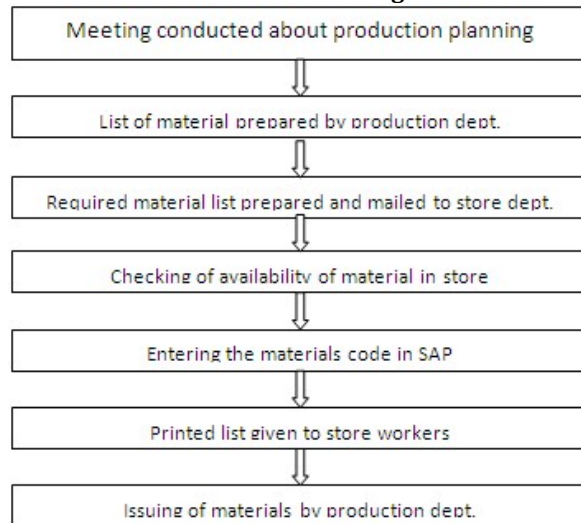 Meeting conducted about production planning
List of material prepared by production dept.
Required material list prepared and mailed to store dept.
Checking of availability of material in store
Entering the materials code in SAP
Printed list given to store workers
Issuing of materials by production dept.